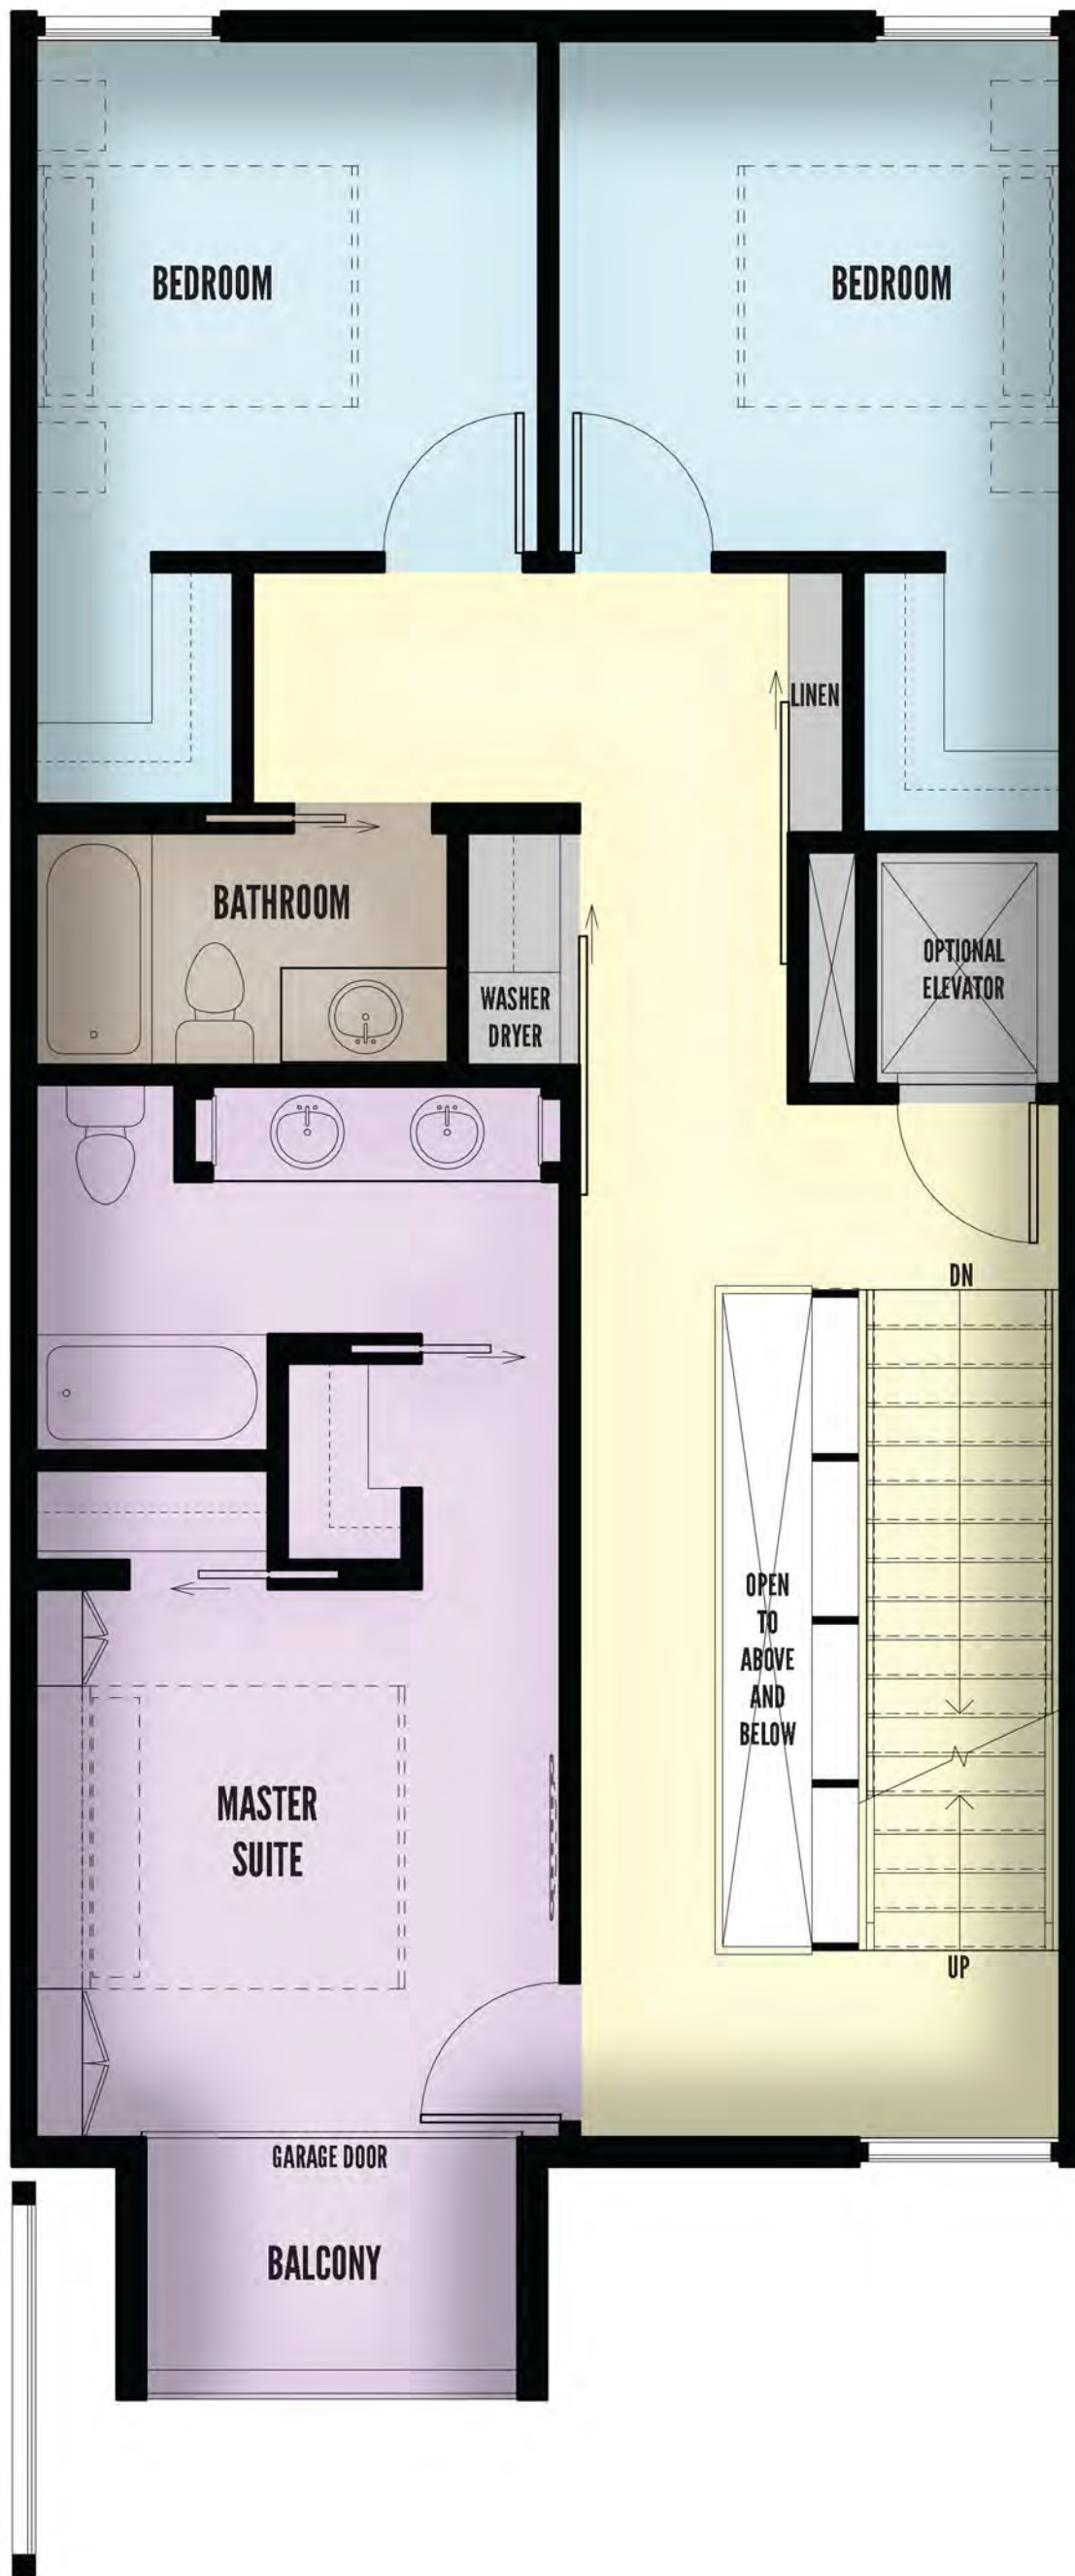 BEDROOM
BEDROOM
LINEN
BATHROOM
OPTIONAL
ELEVATOR
WASHER
DRYER
DN
OPEN
TO
ABOVE
AND
BELOW
MASTER
SUITE
UP
GARAGE DOOR
BALCONY